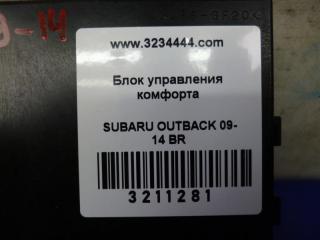 www.3234444.com
Блок управления
комфорта
SUBARU OUTBACK 09-
14 BR
3211281